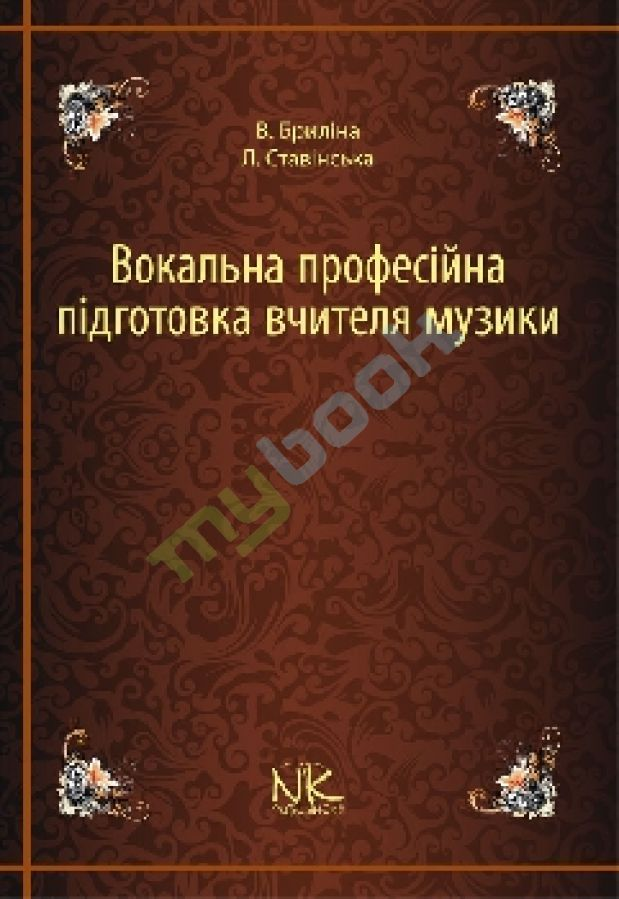 В. Бриліна
Л. Ставінська
Вокальна професійна
підготовка вчителя музики
mybook
NK